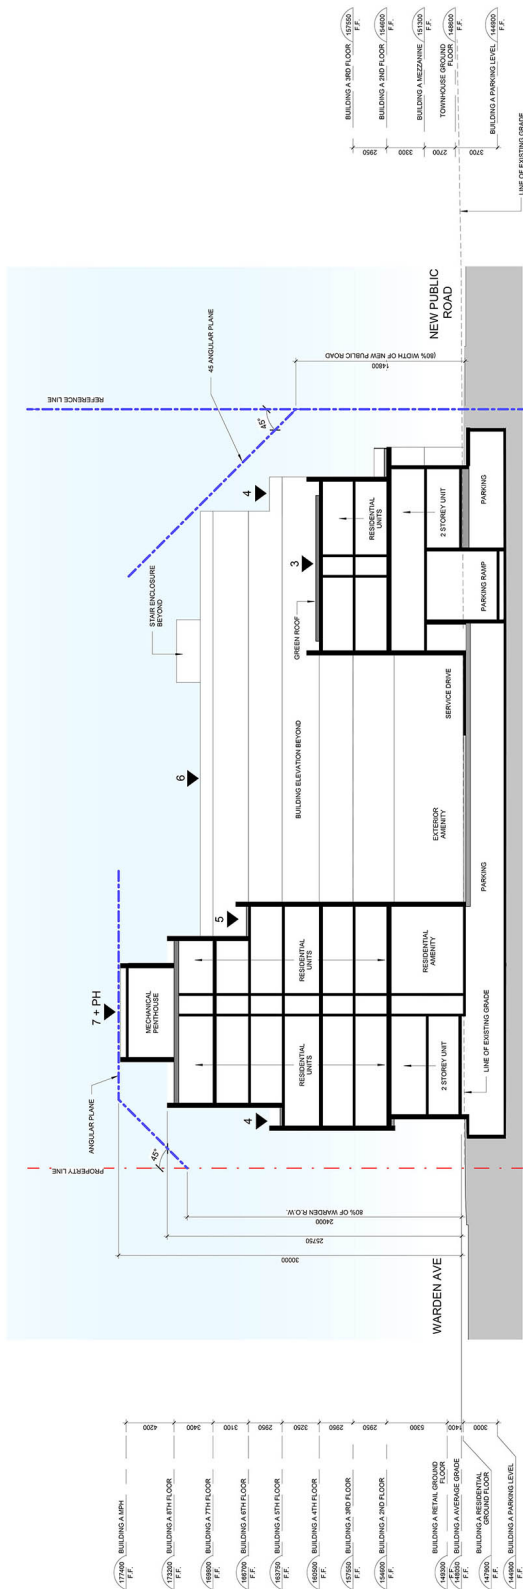 177400
F.F.
BUILDING A MPH
173200
F.F.
BUILDING A 8TH FLOOR
169800
F.F.
BUILDING A 7TH FLOOR
166700
F.F.
BUILDING A 6TH FLOOR
163750
F.F.
BUILDING A 5TH FLOOR
160500
F.F.
BUILDING A 4TH FLOOR
157550
F.F.
BUILDING A 3RD FLOOR
154600
F.F.
BUILDING A 2ND FLOOR
149300
F.F.
BUILDING A RETAIL GROUND
FLOOR
148050
BUILDING A AVERAGE GRADE
147900
F.F.
BUILDING A RESIDENTIAL
GROUND FLOOR
144900
F.F.
BUILDING A PARKING LEVEL
4200
3400
3100
2950
3250
2950
2950
5300
1400
3000
WARDEN AVE
30000
25750
24000
80% OF WARDEN R.O.W.
PROPERTY LINE
45°
ANGULAR PLANE
7 + PH
MECHANICAL
PENTHOUSE
4
5
6
RESIDENTIAL
UNITS
RESIDENTIAL
UNITS
2 STOREY UNIT
RESIDENTIAL
AMENITY
LINE OF EXISTING GRADE
STAIR ENCLOSURE
BEYOND
BUILDING ELEVATION BEYOND
EXTERIOR
AMENITY
SERVICE DRIVE
PARKING
GREEN ROOF
3
4
RESIDENTIAL
UNITS
2 STOREY UNIT
PARKING RAMP
PARKING
45 ANGULAR PLANE
45°
REFERENCE LINE
14800
(80% WIDTH OF NEW PUBLIC ROAD)
NEW PUBLIC
ROAD
LINE OF EXISTING GRADE
2950
3300
2700
3700
BUILDING A 3RD FLOOR
157550
F.F.
BUILDING A 2ND FLOOR
154600
F.F.
BUILDING A MEZZANINE
151300
F.F.
TOWNHOUSE GROUND
FLOOR
148600
F.F.
BUILDING A PARKING LEVEL
144900
F.F.